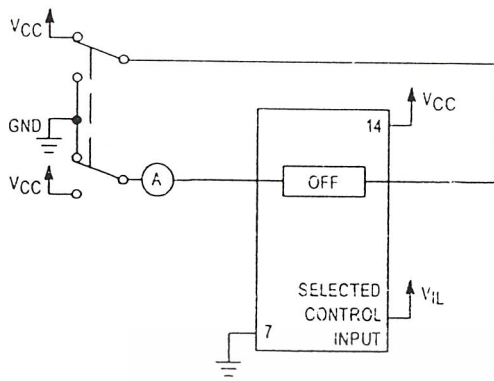 VCC
GND
VCC
A
14
VCC
OFF
SELECTED
CONTROL
INPUT
VIL
7